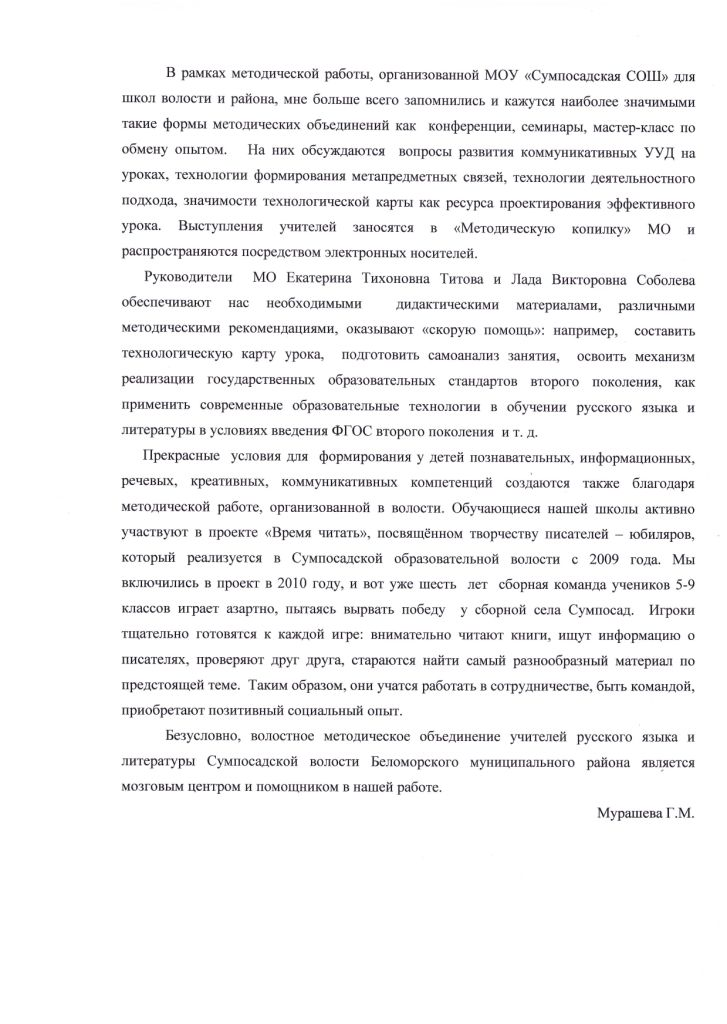 В рамках методической работы, организованной МОУ «Сумпосадская СОШ» для
школ волости и района, мне больше всего запомнились и кажутся наиболее значимыми
такие формы методических объединений как конференции, семинары, мастер-класс по
обмену опытом. На них обсуждаются вопросы развития коммуникативных УУД на
уроках, технологии формирования метапредметных связей, технологии деятельностного
подхода, значимости технологической карты как ресурса проектирования эффективного
урока. Выступления учителей заносятся в «Методическую копилку» МО и
распространяются посредством электронных носителей.
Руководители МО Екатерина Тихоновна Титова и Лада Викторовна Соболева
обеспечивают нас необходимыми дидактическими материалами, различными
методическими рекомендациями, оказывают «скорую помощь»: например, составить
технологическую карту урока, подготовить самоанализ занятия, освоить механизм
реализации государственных образовательных стандартов второго поколения, как
применить современные образовательные технологии в обучении русского языка и
литературы в условиях введения ФГОС второго поколения и т. д.
Прекрасные условия для формирования у детей познавательных, информационных,
речевых, креативных, коммуникативных компетенций создаются также благодаря
методической работе, организованной в волости. Обучающиеся нашей школы активно
участвуют в проекте «Время читать», посвящённом творчеству писателей – юбиляров,
который реализуется в Сумпосадской образовательной волости с 2009 года. Мы
включились в проект в 2010 году, и вот уже шесть лет сборная команда учеников 5-9
классов играет азартно, пытаясь вырвать победу у сборной села Сумпосад. Игроки
тщательно готовятся к каждой игре: внимательно читают книги, ищут информацию о
писателях, проверяют друг друга, стараются найти самый разнообразный материал по
предстоящей теме. Таким образом, они учатся работать в сотрудничестве, быть командой,
приобретают позитивный социальный опыт.
Безусловно, волостное методическое объединение учителей русского языка и
литературы Сумпосадской волости Беломорского муниципального района является
мозговым центром и помощником в нашей работе.
Мурашева Г.М.